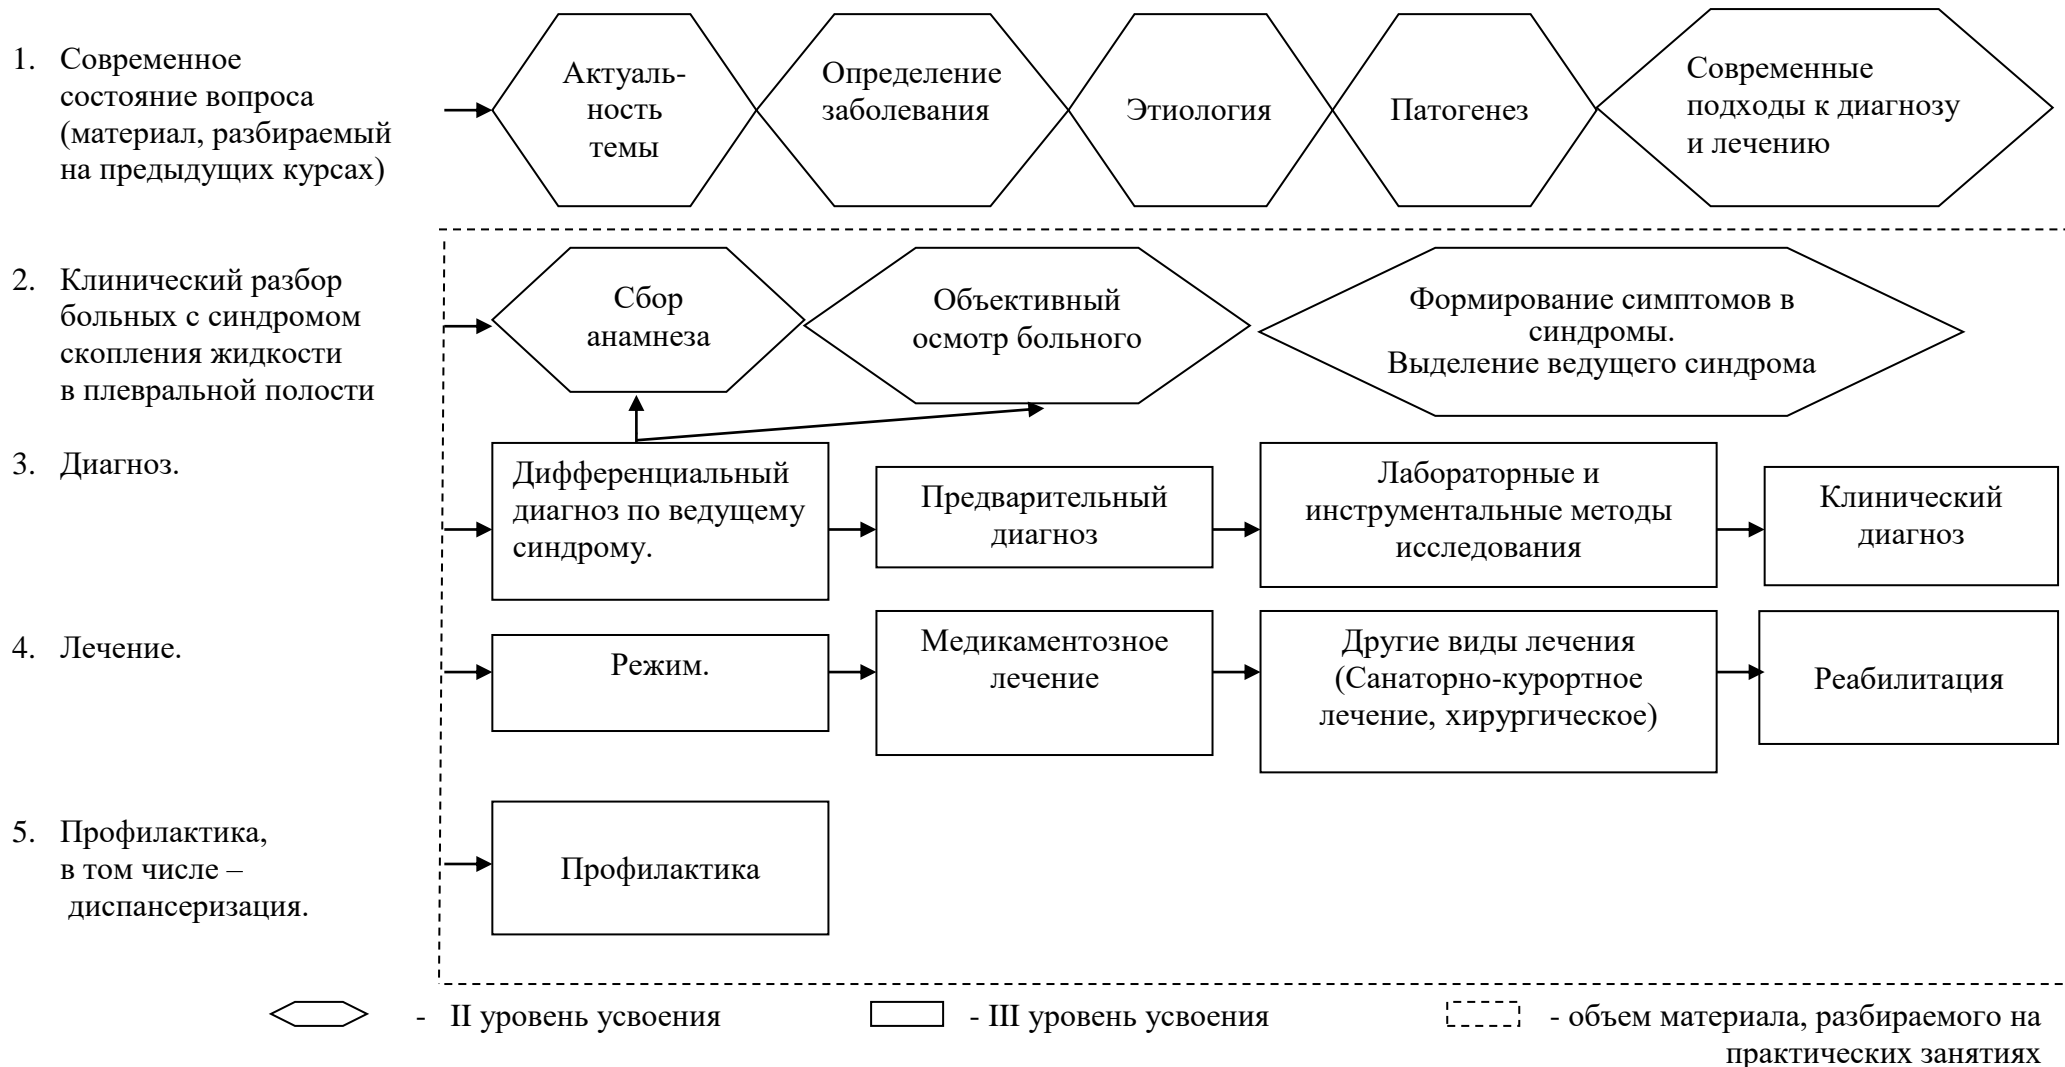 1. Современное
состояние вопроса
(материал, разбираемый
на предыдущих курсах)
Актуаль-
ность
темы
Определение
заболевания
Этиология
Патогенез
Современные
подходы к диагнозу
и лечению
2. Клинический разбор
больных с синдромом
скопления жидкости
в плевральной полости
Сбор
анамнеза
Объективный
осмотр больного
Формирование симптомов в
синдромы.
Выделение ведущего синдрома
3. Диагноз.
Дифференциальный
диагноз по ведущему
синдрому.
Предварительный
диагноз
Лабораторные и
инструментальные методы
исследования
Клинический
диагноз
4. Лечение.
Режим.
Медикаментозное
лечение
Другие виды лечения
(Санаторно-курортное
лечение, хирургическое)
Реабилитация
5. Профилактика,
в том числе –
диспансеризация.
Профилактика
- II уровень усвоения
- III уровень усвоения
- объем материала, разбираемого на
практических занятиях